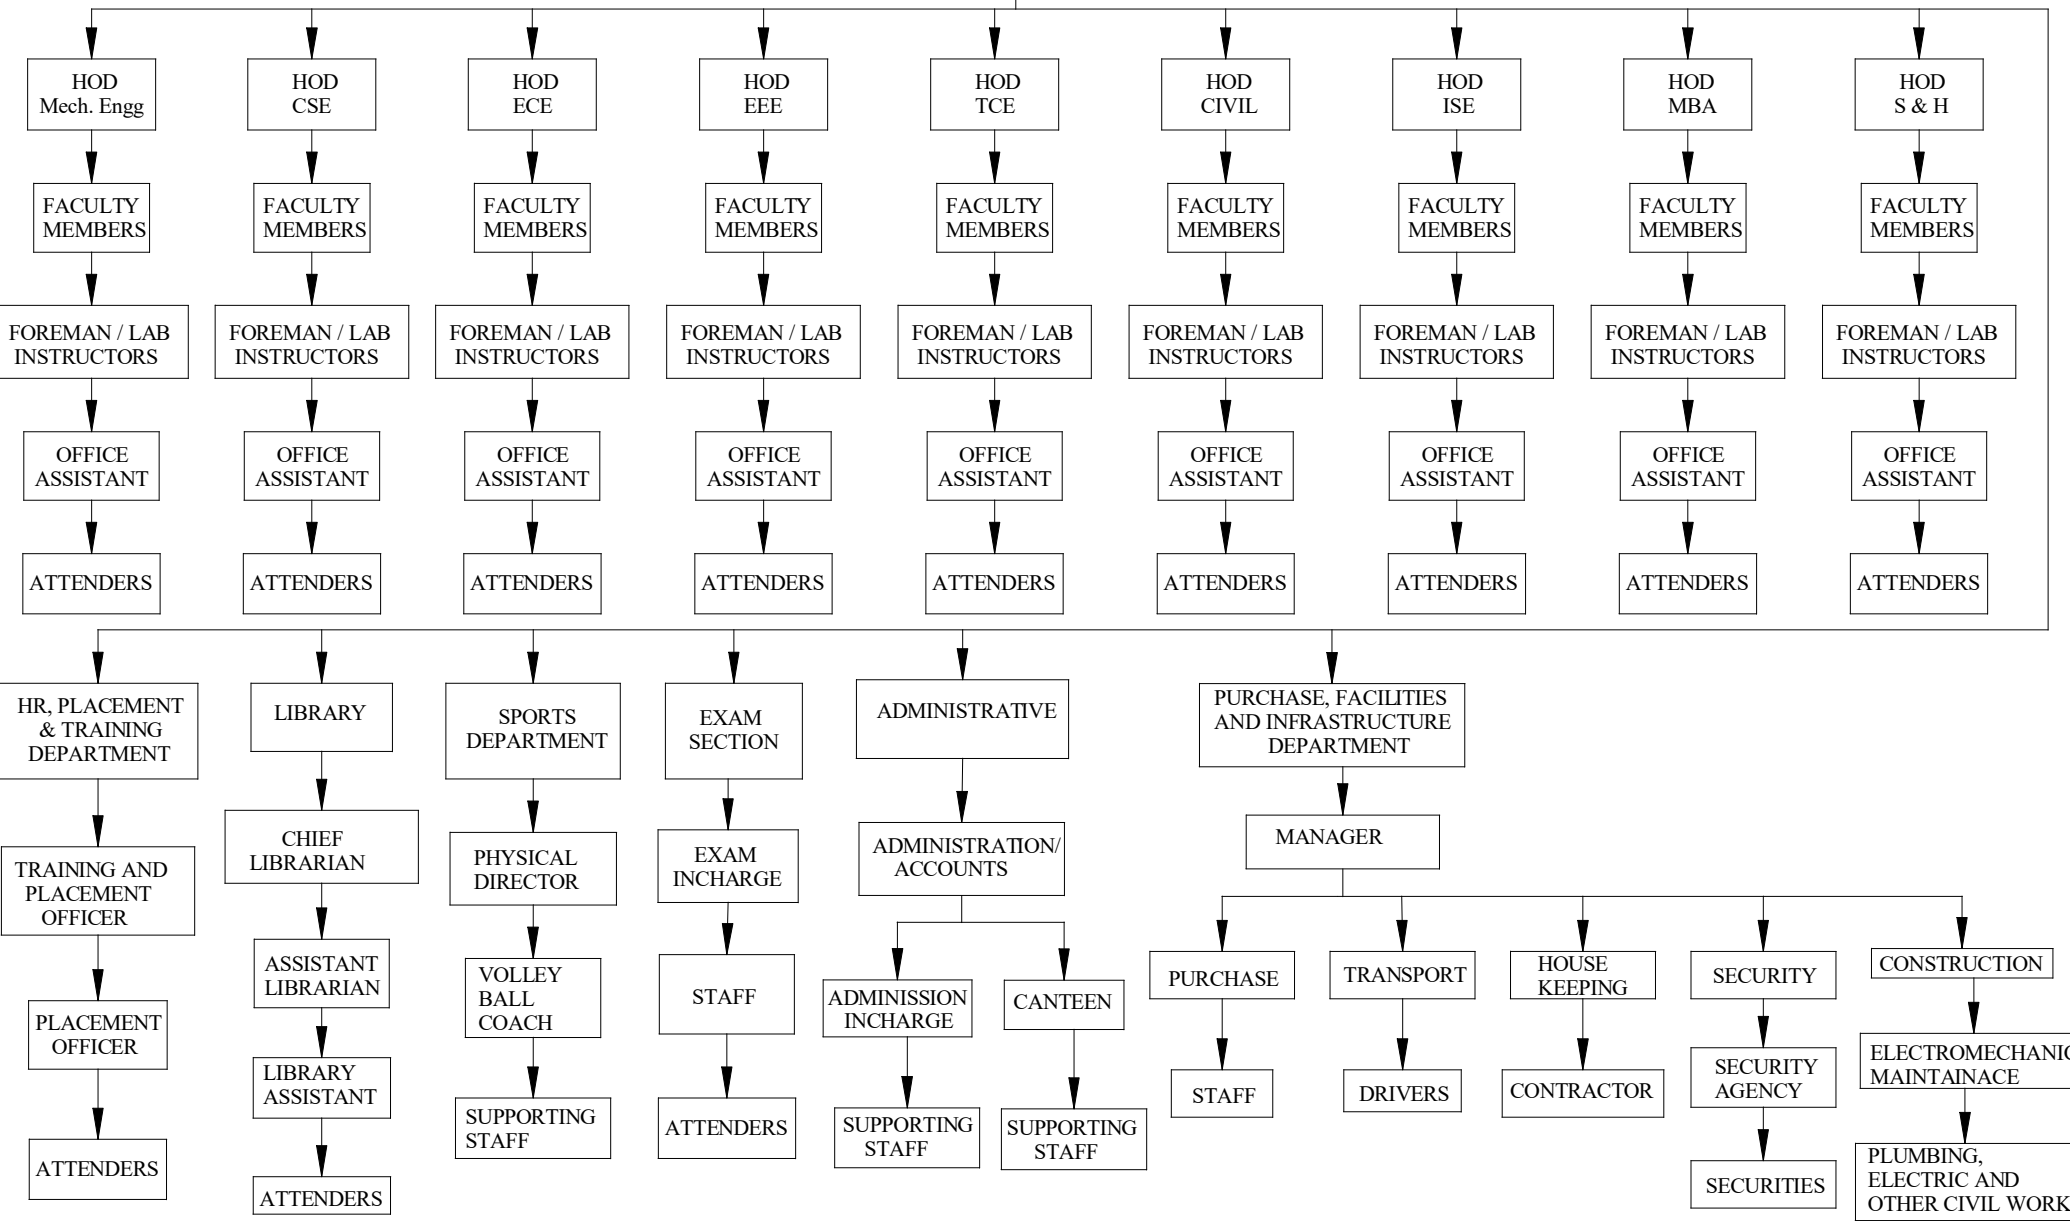 HOD
Mech. Engg
HOD
CSE
HOD
ECE
HOD
EEE
HOD
TCE
HOD
CIVIL
HOD
ISE
HOD
MBA
HOD
S & H
FACULTY
MEMBERS
FACULTY
MEMBERS
FACULTY
MEMBERS
FACULTY
MEMBERS
FACULTY
MEMBERS
FACULTY
MEMBERS
FACULTY
MEMBERS
FACULTY
MEMBERS
FACULTY
MEMBERS
FOREMAN / LAB
INSTRUCTORS
FOREMAN / LAB
INSTRUCTORS
FOREMAN / LAB
INSTRUCTORS
FOREMAN / LAB
INSTRUCTORS
FOREMAN / LAB
INSTRUCTORS
FOREMAN / LAB
INSTRUCTORS
FOREMAN / LAB
INSTRUCTORS
FOREMAN / LAB
INSTRUCTORS
FOREMAN / LAB
INSTRUCTORS
OFFICE
ASSISTANT
OFFICE
ASSISTANT
OFFICE
ASSISTANT
OFFICE
ASSISTANT
OFFICE
ASSISTANT
OFFICE
ASSISTANT
OFFICE
ASSISTANT
OFFICE
ASSISTANT
OFFICE
ASSISTANT
ATTENDERS
ATTENDERS
ATTENDERS
ATTENDERS
ATTENDERS
ATTENDERS
ATTENDERS
ATTENDERS
ATTENDERS
HR, PLACEMENT
& TRAINING
DEPARTMENT
LIBRARY
SPORTS
DEPARTMENT
EXAM
SECTION
ADMINISTRATIVE
PURCHASE, FACILITIES
AND INFRASTRUCTURE
DEPARTMENT
TRAINING AND
PLACEMENT
OFFICER
CHIEF
LIBRARIAN
PHYSICAL
DIRECTOR
EXAM
INCHARGE
ADMINISTRATION/
ACCOUNTS
MANAGER
PLACEMENT
OFFICER
ASSISTANT
LIBRARIAN
VOLLEY
BALL
COACH
STAFF
ADMINISSION
INCHARGE
CANTEEN
PURCHASE
TRANSPORT
HOUSE
KEEPING
SECURITY
CONSTRUCTION
ATTENDERS
LIBRARY
ASSISTANT
SUPPORTING
STAFF
ATTENDERS
SUPPORTING
STAFF
SUPPORTING
STAFF
STAFF
DRIVERS
CONTRACTOR
SECURITY
AGENCY
ELECTROMECHANIC
MAINTAINACE
ATTENDERS
SECURITIES
PLUMBING,
ELECTRIC AND
OTHER CIVIL WORK